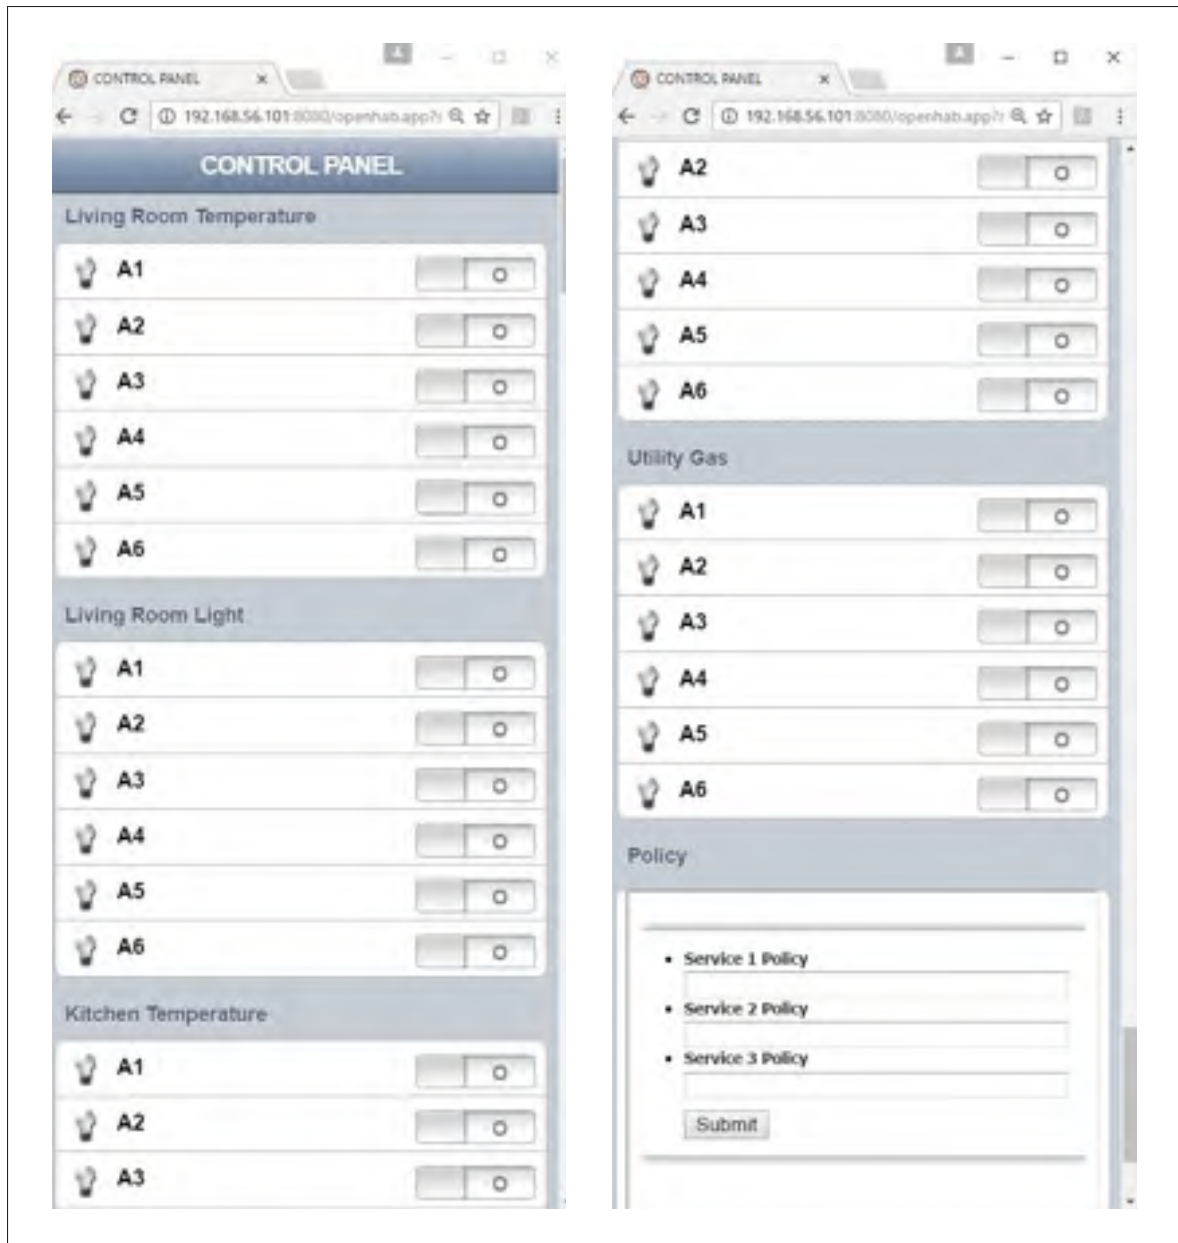 CONTROL PANEL
192.168.56.101:8080/openhab.app?
CONTROL PANEL
Living Room Temperature
A1
A2
A3
A4
A5
A6
Living Room Light
A1
A2
A3
A4
A5
A6
Kitchen Temperature
A1
A2
A3
CONTROL PANEL
192.168.56.101:8080/openhab.app?
A2
A3
A4
A5
A6
Utility Gas
A1
A2
A3
A4
A5
A6
Policy
• Service 1 Policy
• Service 2 Policy
• Service 3 Policy
Submit